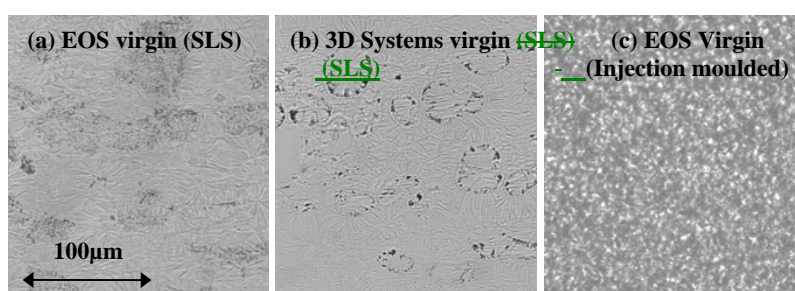 (a) EOS virgin (SLS)
100µm
(b) 3D Systems virgin (SLS)
(SLS)
(c) EOS Virgin
- (Injection moulded)